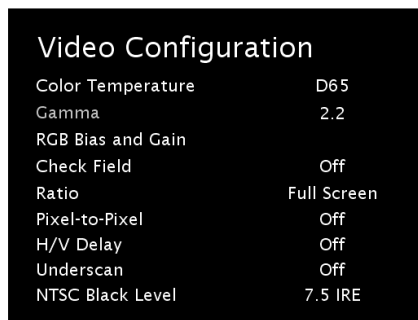 Video Configuration
Color Temperature D65
Gamma 2.2
RGB Bias and Gain
Check Field Off
Ratio Full Screen
Pixel-to-Pixel Off
H/V Delay Off
Underscan Off
NTSC Black Level 7.5 IRE